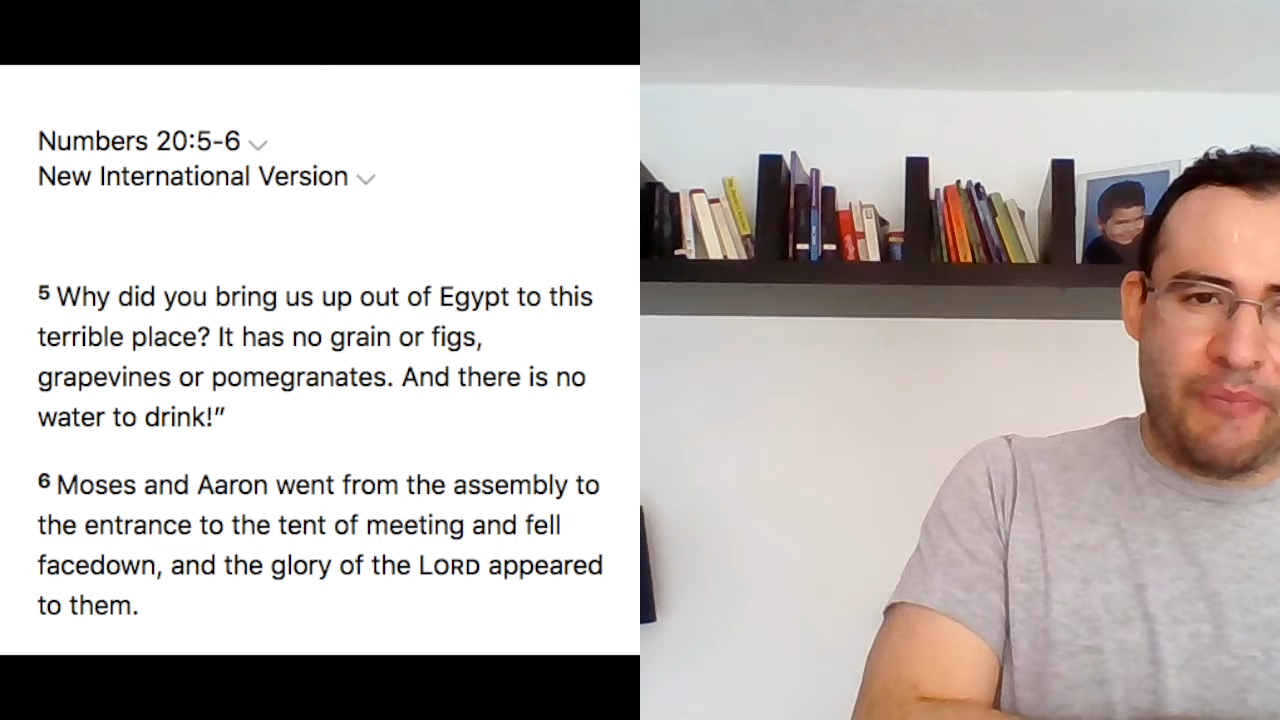 Numbers 20:5-6
New International Version
5 Why did you bring us up out of Egypt to this
terrible place? It has no grain or figs,
grapevines or pomegranates. And there is no
water to drink!”
6 Moses and Aaron went from the assembly to
the entrance to the tent of meeting and fell
facedown, and the glory of the LORD appeared
to them.